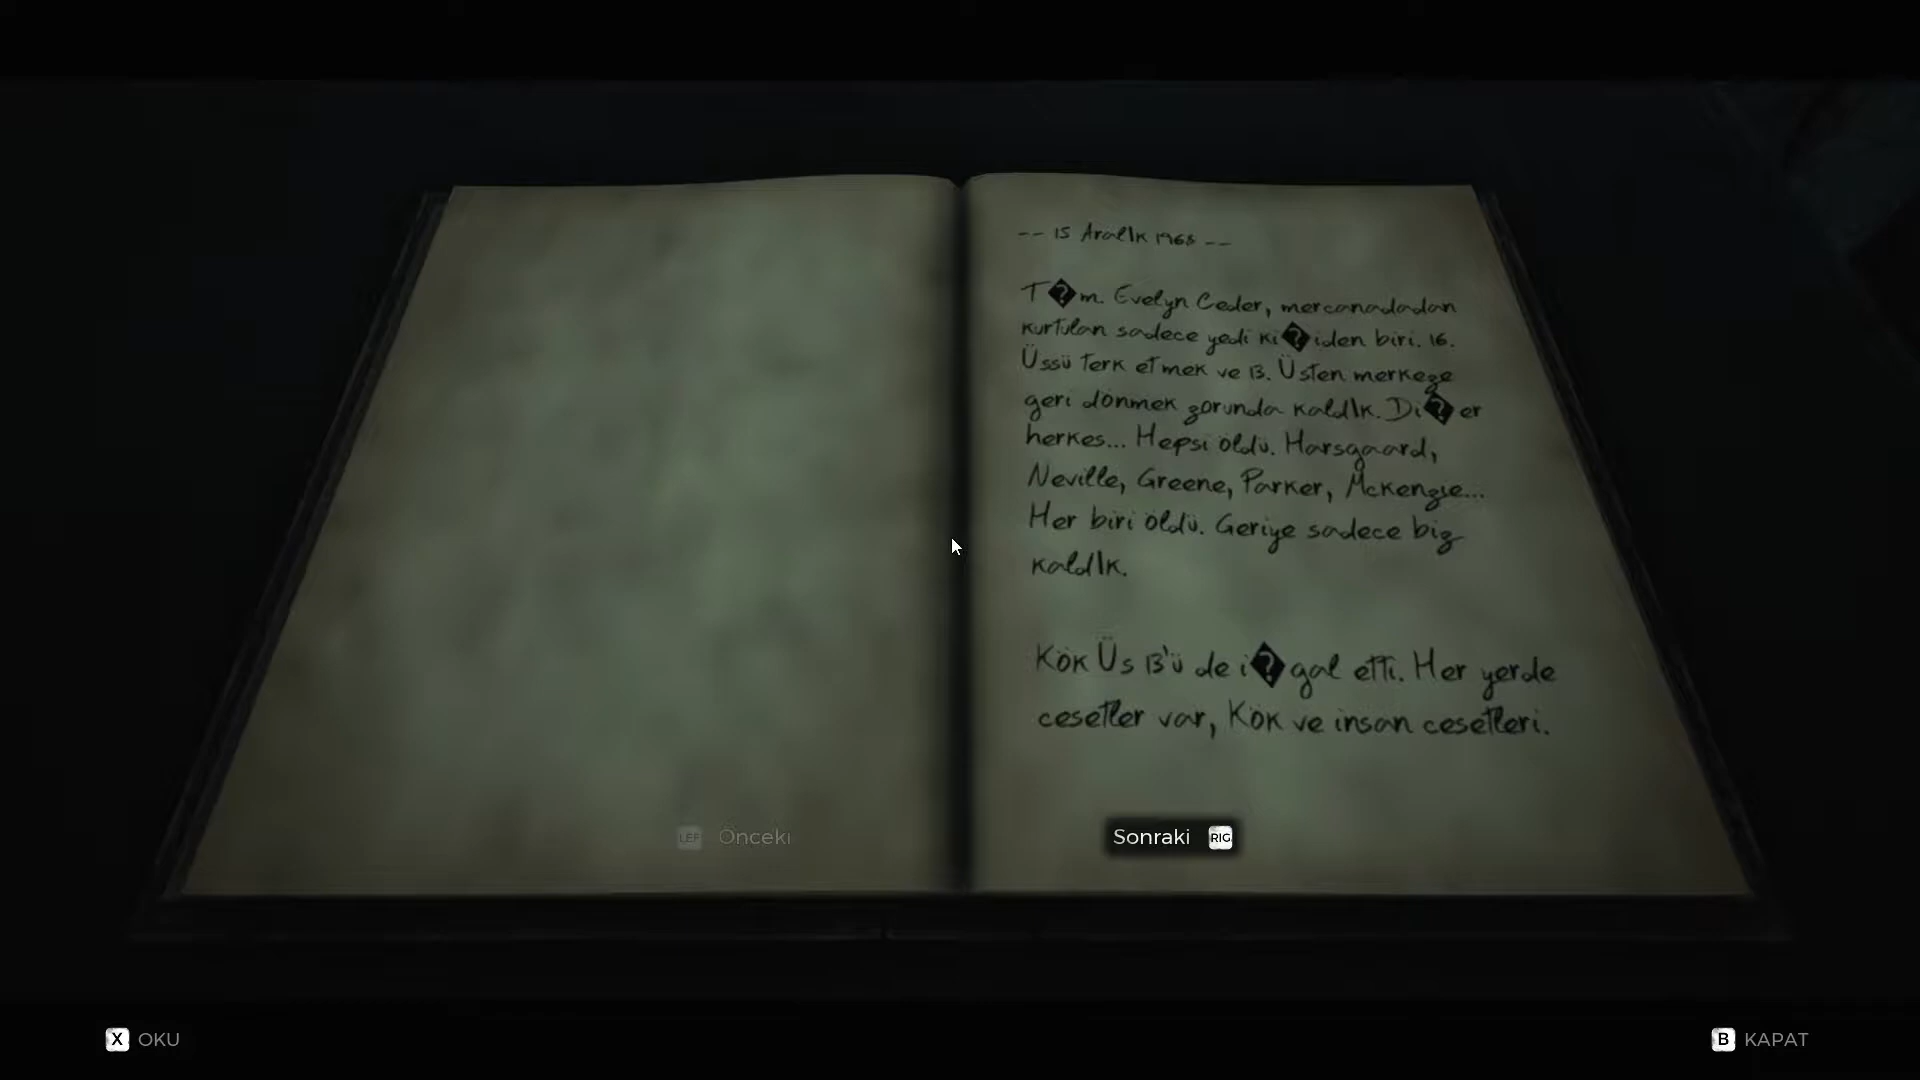 -- 15 Aralık 1968 --
T�m. Evelyn Ceder, mercanadadan
kurtulan sadece yedi ki�iden biri. 16.
Üssü terk etmek ve B. Üsten merkeze
geri dönmek zorunda kaldık. Di�er
herkes... Hepsi öldü. Harsgaard,
Neville, Greene, Parker, McKenzie...
Her biri öldü. Geriye sadece biz
kaldık.
Kök Üs B'ü de i�gal etti. Her yerde
cesetler var, Kök ve insan cesetleri.
LEF Önceki
Sonraki RIG
X OKU
B KAPAT